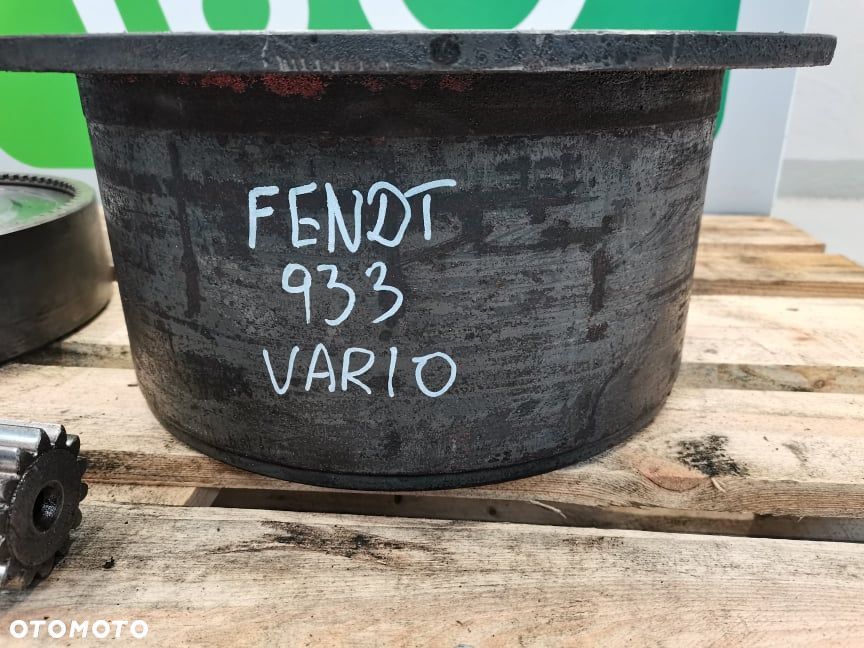 FENDT
933
VARIO
OTOMOTO